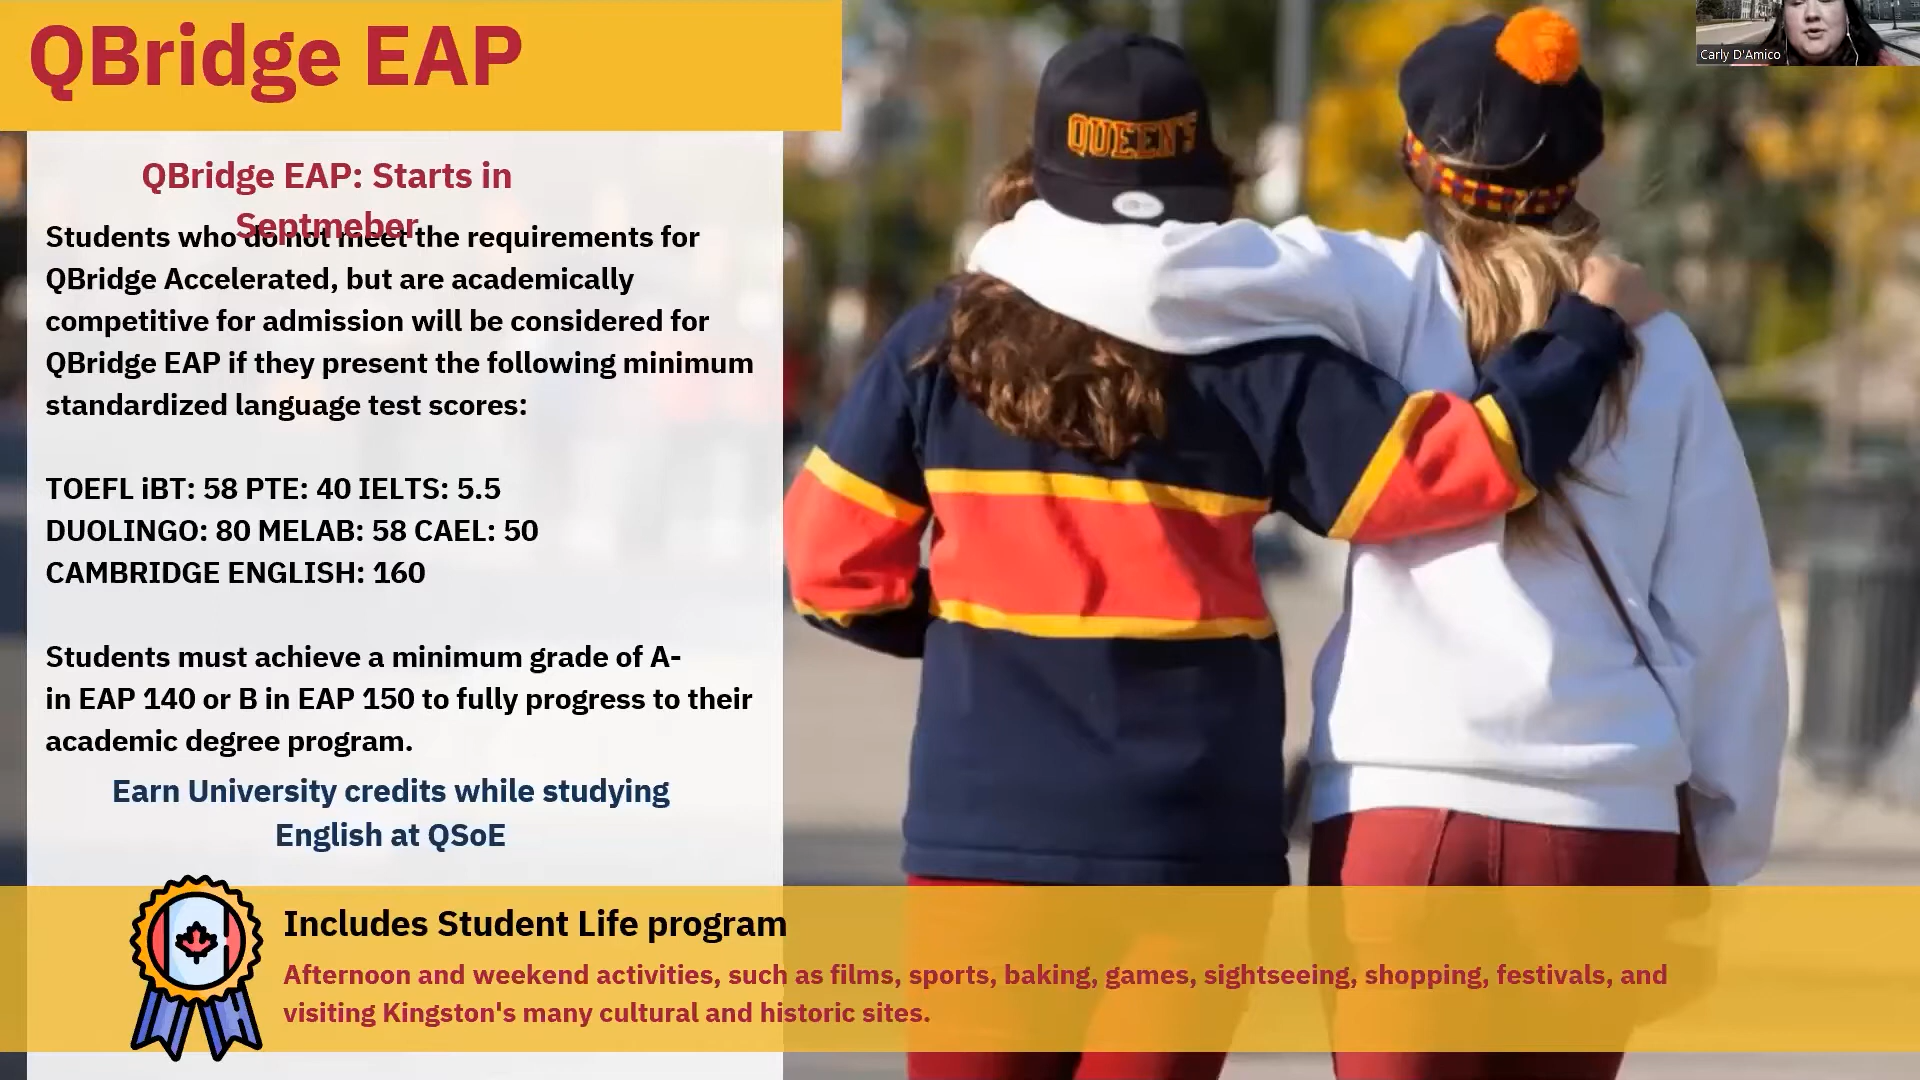 QBridge EAP
Carly D'Amico
QUEEN'S
QBridge EAP: Starts in
Septmeber
Students who do not meet the requirements for
QBridge Accelerated, but are academically
competitive for admission will be considered for
QBridge EAP if they present the following minimum
standardized language test scores:
TOEFL iBT: 58 PTE: 40 IELTS: 5.5
DUOLINGO: 80 MELAB: 58 CAEL: 50
CAMBRIDGE ENGLISH: 160
Students must achieve a minimum grade of A-
in EAP 140 or B in EAP 150 to fully progress to their
academic degree program.
Earn University credits while studying
English at QSoE
Includes Student Life program
Afternoon and weekend activities, such as films, sports, baking, games, sightseeing, shopping, festivals, and
visiting Kingston's many cultural and historic sites.